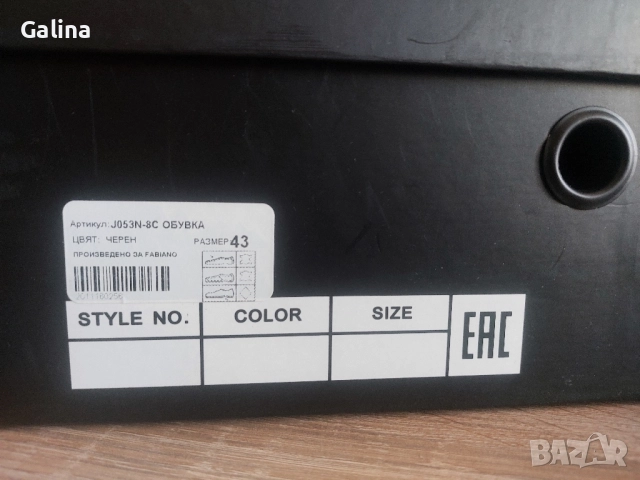 Galina
Артикул: J053N-8C ОБУВКА
ЦВЯТ: ЧЕРЕН РАЗМЕР 43
ПРОИЗВЕДЕНО ЗА FABIANO
STYLE NO. COLOR SIZE EAC
BAZAR